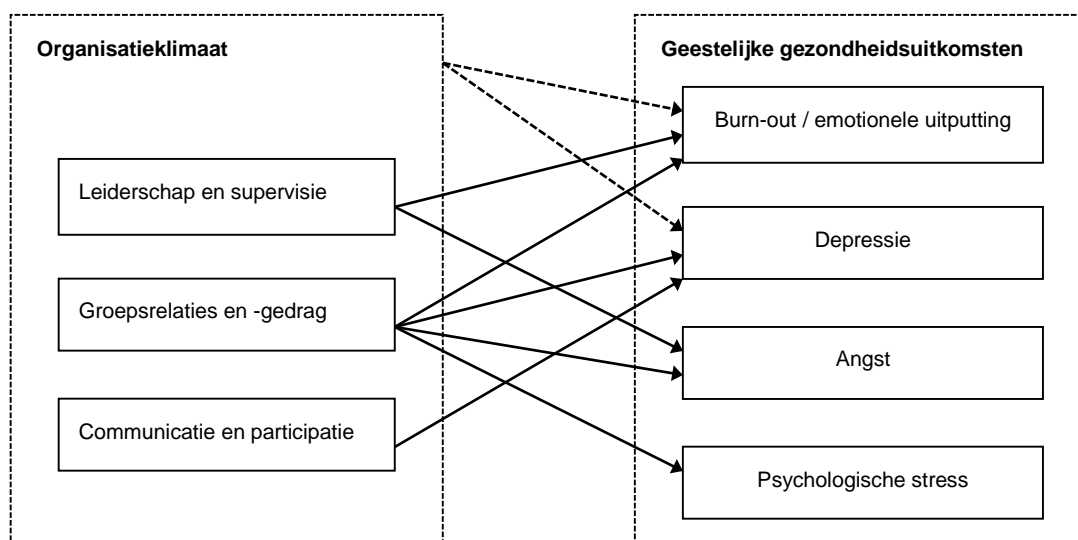 Organisatieklimaat
Leiderschap en supervisie
Groepsrelaties en -gedrag
Communicatie en participatie
Geestelijke gezondheidsuitkomsten
Burn-out / emotionele uitputting
Depressie
Angst
Psychologische stress